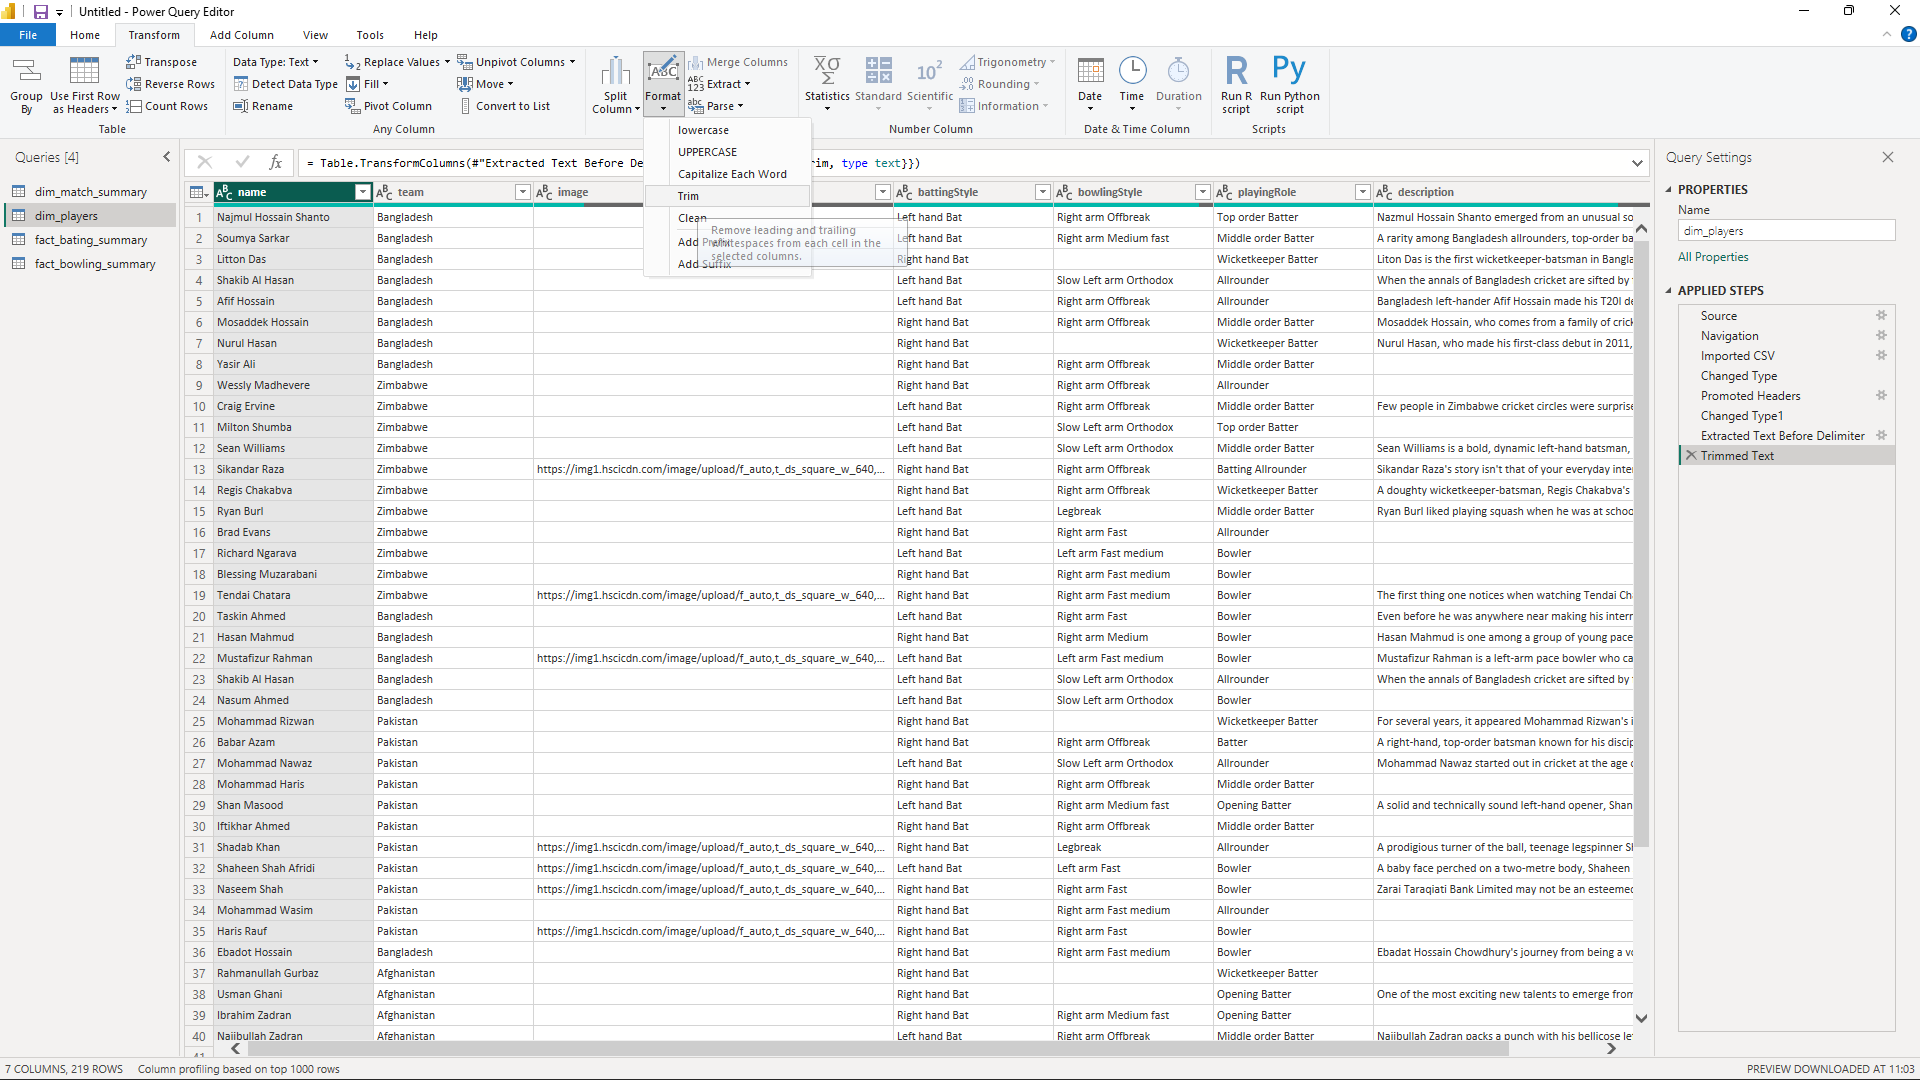 Untitled - Power Query Editor
File Home Transform Add Column View Tools Help
Group By
Use First Row as Headers
Transpose
Reverse Rows
Count Rows
Table
Data Type: Text
Detect Data Type
Rename
Replace Values
Fill
Pivot Column
Unpivot Columns
Move
Convert to List
Any Column
Split Column
Format
ABC
Merge Columns
Extract
Parse
Statistics
Standard
Scientific
Trigonometry
Rounding
Information
Number Column
Date
Time
Duration
Date & Time Column
Run R script
Run Python script
Scripts
lowercase
UPPERCASE
Capitalize Each Word
Trim
Clean
Add Prefix
Add Suffix
Remove leading and trailing
whitespaces from each cell in the
selected columns.
Queries [4]
dim_match_summary
dim_players
fact_bating_summary
fact_bowling_summary
= Table.TransformColumns(#"Extracted Text Before De
rim, type text}})
name team image battingStyle bowlingStyle playingRole description
1 Najmul Hossain Shanto Bangladesh Left hand Bat Right arm Offbreak Top order Batter Nazmul Hossain Shanto emerged from an unusual so
2 Soumya Sarkar Bangladesh Left hand Bat Right arm Medium fast Middle order Batter A rarity among Bangladesh allrounders, top-order ba
3 Litton Das Bangladesh Right hand Bat Wicketkeeper Batter Liton Das is the first wicketkeeper-batsman in Bangla
4 Shakib Al Hasan Bangladesh Left hand Bat Slow Left arm Orthodox Allrounder When the annals of Bangladesh cricket are sifted by
5 Afif Hossain Bangladesh Left hand Bat Right arm Offbreak Allrounder Bangladesh left-hander Afif Hossain made his T20I de
6 Mosaddek Hossain Bangladesh Right hand Bat Right arm Offbreak Middle order Batter Mosaddek Hossain, who comes from a family of crick
7 Nurul Hasan Bangladesh Right hand Bat Wicketkeeper Batter Nurul Hasan, who made his first-class debut in 2011,
8 Yasir Ali Bangladesh Right hand Bat Right arm Offbreak Middle order Batter
9 Wessly Madhevere Zimbabwe Right hand Bat Right arm Offbreak Allrounder
10 Craig Ervine Zimbabwe Left hand Bat Right arm Offbreak Middle order Batter Few people in Zimbabwe cricket circles were surprise
11 Milton Shumba Zimbabwe Left hand Bat Slow Left arm Orthodox Top order Batter
12 Sean Williams Zimbabwe Left hand Bat Slow Left arm Orthodox Middle order Batter Sean Williams is a bold, dynamic left-hand batsman,
13 Sikandar Raza Zimbabwe https://img1.hscicdn.com/image/upload/f_auto,t_ds_square_w_640,... Right hand Bat Right arm Offbreak Batting Allrounder Sikandar Raza's story isn't that of your everyday inter
14 Regis Chakabva Zimbabwe Right hand Bat Right arm Offbreak Wicketkeeper Batter A doughty wicketkeeper-batsman, Regis Chakabva's
15 Ryan Burl Zimbabwe Left hand Bat Legbreak Middle order Batter Ryan Burl liked playing squash when he was at schoo
16 Brad Evans Zimbabwe Right hand Bat Right arm Fast Allrounder
17 Richard Ngarava Zimbabwe Left hand Bat Left arm Fast medium Bowler
18 Blessing Muzarabani Zimbabwe Right hand Bat Right arm Fast medium Bowler
19 Tendai Chatara Zimbabwe https://img1.hscicdn.com/image/upload/f_auto,t_ds_square_w_640,... Right hand Bat Right arm Fast medium Bowler The first thing one notices when watching Tendai Ch
20 Taskin Ahmed Bangladesh Left hand Bat Right arm Fast Bowler Even before he was anywhere near making his interr
21 Hasan Mahmud Bangladesh Right hand Bat Right arm Medium Bowler Hasan Mahmud is one among a group of young pace
22 Mustafizur Rahman Bangladesh https://img1.hscicdn.com/image/upload/f_auto,t_ds_square_w_640,... Left hand Bat Left arm Fast medium Bowler Mustafizur Rahman is a left-arm pace bowler who ca
23 Shakib Al Hasan Bangladesh Left hand Bat Slow Left arm Orthodox Allrounder When the annals of Bangladesh cricket are sifted by
24 Nasum Ahmed Bangladesh Left hand Bat Slow Left arm Orthodox Bowler
25 Mohammad Rizwan Pakistan Right hand Bat Wicketkeeper Batter For several years, it appeared Mohammad Rizwan's i
26 Babar Azam Pakistan Right hand Bat Right arm Offbreak Batter A right-hand, top-order batsman known for his discip
27 Mohammad Nawaz Pakistan Left hand Bat Slow Left arm Orthodox Allrounder Mohammad Nawaz started out in cricket at the age o
28 Mohammad Haris Pakistan Right hand Bat Right arm Offbreak Middle order Batter
29 Shan Masood Pakistan Left hand Bat Right arm Medium fast Opening Batter A solid and technically sound left-hand opener, Shan
30 Iftikhar Ahmed Pakistan Right hand Bat Right arm Offbreak Middle order Batter
31 Shadab Khan Pakistan https://img1.hscicdn.com/image/upload/f_auto,t_ds_square_w_640,... Right hand Bat Legbreak Allrounder A prodigious turner of the ball, teenage legspinner Sh
32 Shaheen Shah Afridi Pakistan https://img1.hscicdn.com/image/upload/f_auto,t_ds_square_w_640,... Left hand Bat Left arm Fast Bowler A baby face perched on a two-metre body, Shaheen
33 Naseem Shah Pakistan https://img1.hscicdn.com/image/upload/f_auto,t_ds_square_w_640,... Right hand Bat Right arm Fast Bowler Zarai Taraqiati Bank Limited may not be an esteemed
34 Mohammad Wasim Pakistan Right hand Bat Right arm Fast medium Allrounder
35 Haris Rauf Pakistan https://img1.hscicdn.com/image/upload/f_auto,t_ds_square_w_640,... Right hand Bat Right arm Fast Bowler
36 Ebadot Hossain Bangladesh Right hand Bat Right arm Fast medium Bowler Ebadat Hossain Chowdhury's journey from being a vo
37 Rahmanullah Gurbaz Afghanistan Right hand Bat Wicketkeeper Batter
38 Usman Ghani Afghanistan Right hand Bat Opening Batter One of the most exciting new talents to emerge from
39 Ibrahim Zadran Afghanistan Right hand Bat Right arm Medium fast Opening Batter
40 Najibullah Zadran Afghanistan Left hand Bat Right arm Offbreak Middle order Batter Najibullah Zadran packs a punch with his bellicose le
41
Query Settings
PROPERTIES
Name
dim_players
All Properties
APPLIED STEPS
Source
Navigation
Imported CSV
Changed Type
Promoted Headers
Changed Type1
Extracted Text Before Delimiter
Trimmed Text
7 COLUMNS, 219 ROWS Column profiling based on top 1000 rows
PREVIEW DOWNLOADED AT 11:03